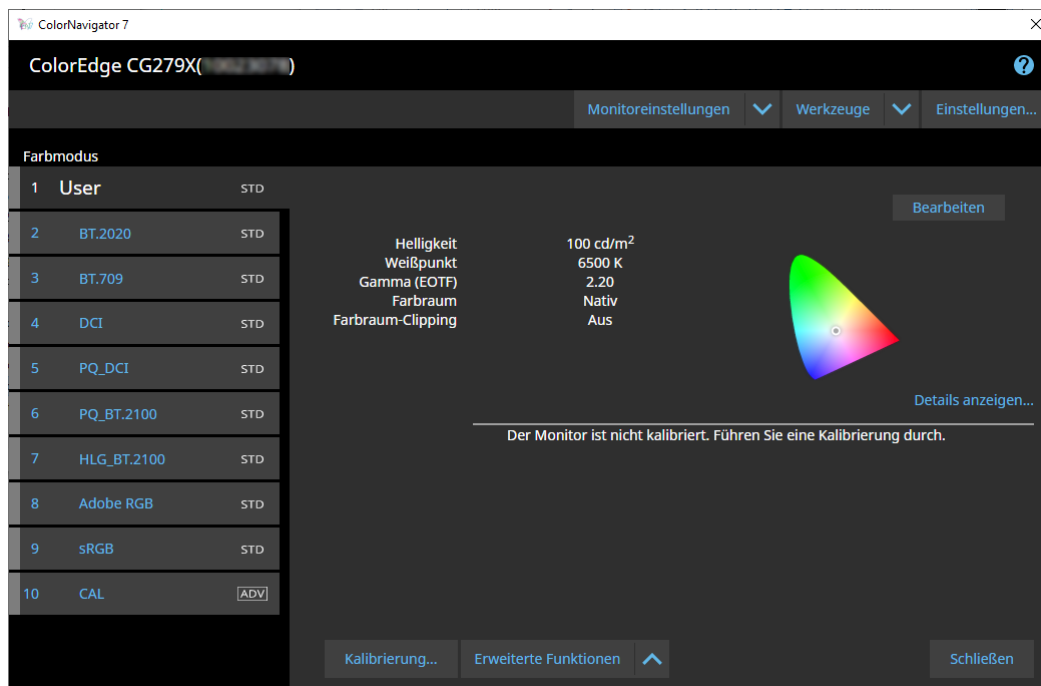 ColorNavigator 7
ColorEdge CG279X( )
Monitoreinstellungen Werkzeuge Einstellungen...
Farbmodus
1 User STD
2 BT.2020 STD
3 BT.709 STD
4 DCI STD
5 PQ_DCI STD
6 PQ_BT.2100 STD
7 HLG_BT.2100 STD
8 Adobe RGB STD
9 sRGB STD
10 CAL ADV
Bearbeiten
Helligkeit 100 cd/m²
Weißpunkt 6500 K
Gamma (EOTF) 2.20
Farbraum Nativ
Farbraum-Clipping Aus
Details anzeigen...
Der Monitor ist nicht kalibriert. Führen Sie eine Kalibrierung durch.
Kalibrierung... Erweiterte Funktionen Schließen